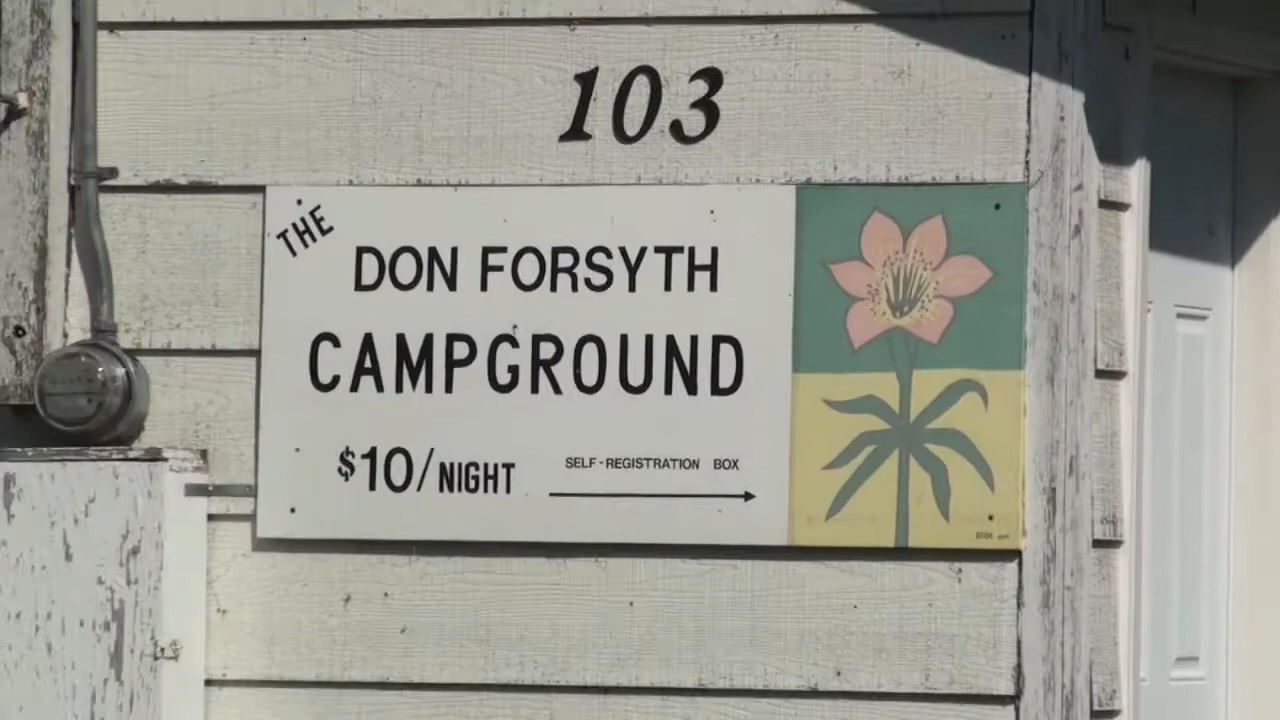 103
THE
DON FORSYTH
CAMPGROUND
$10/NIGHT
SELF-REGISTRATION BOX